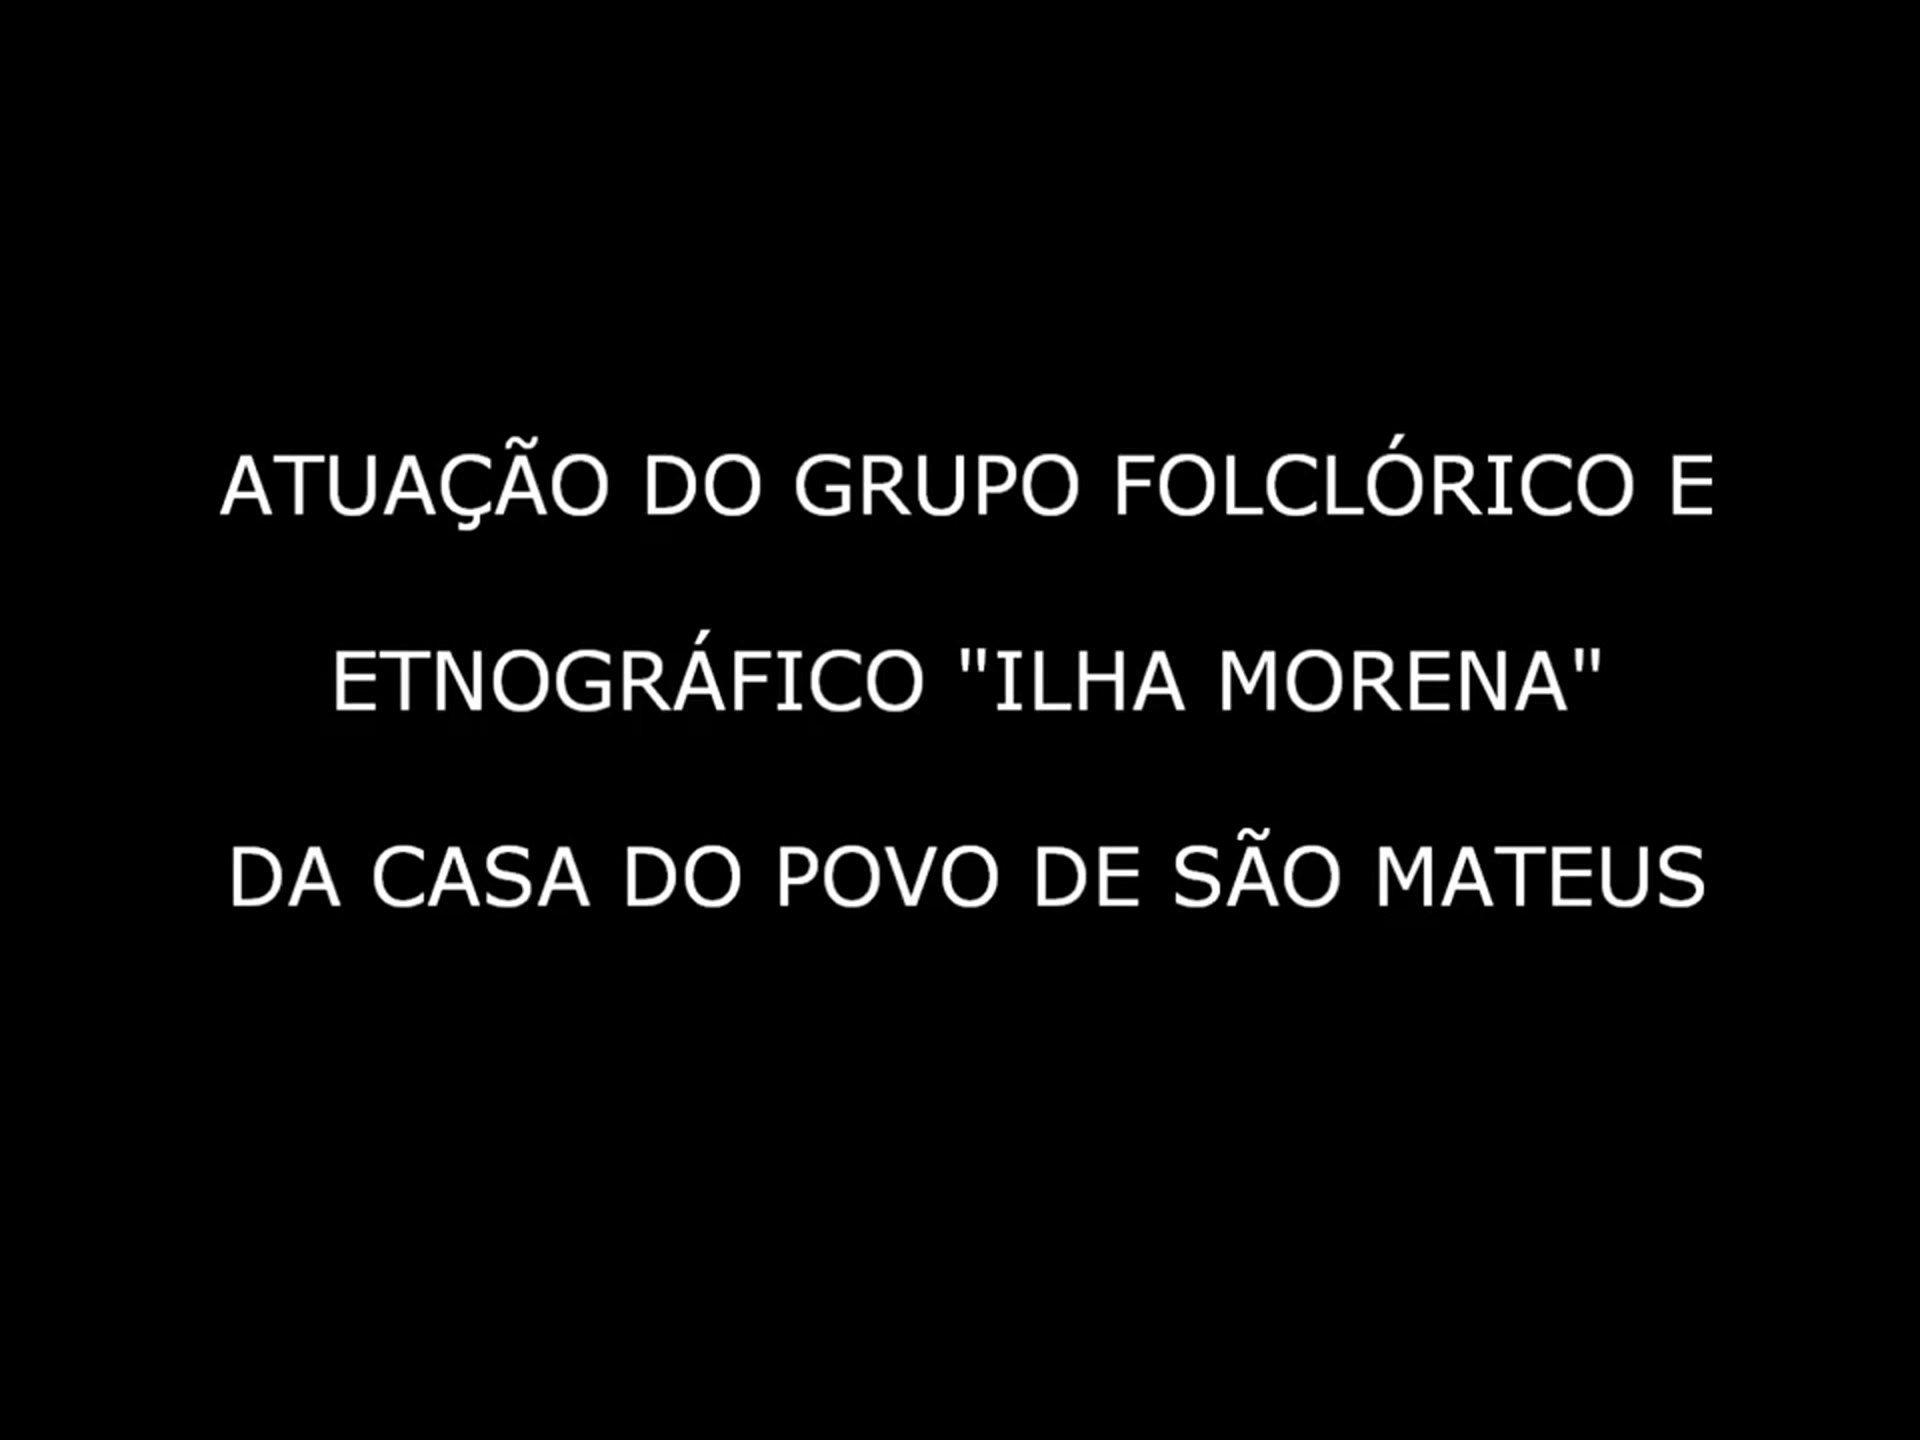 ATUAÇÃO DO GRUPO FOLCLÓRICO E
ETNOGRÁFICO "ILHA MORENA"
DA CASA DO POVO DE SÃO MATEUS